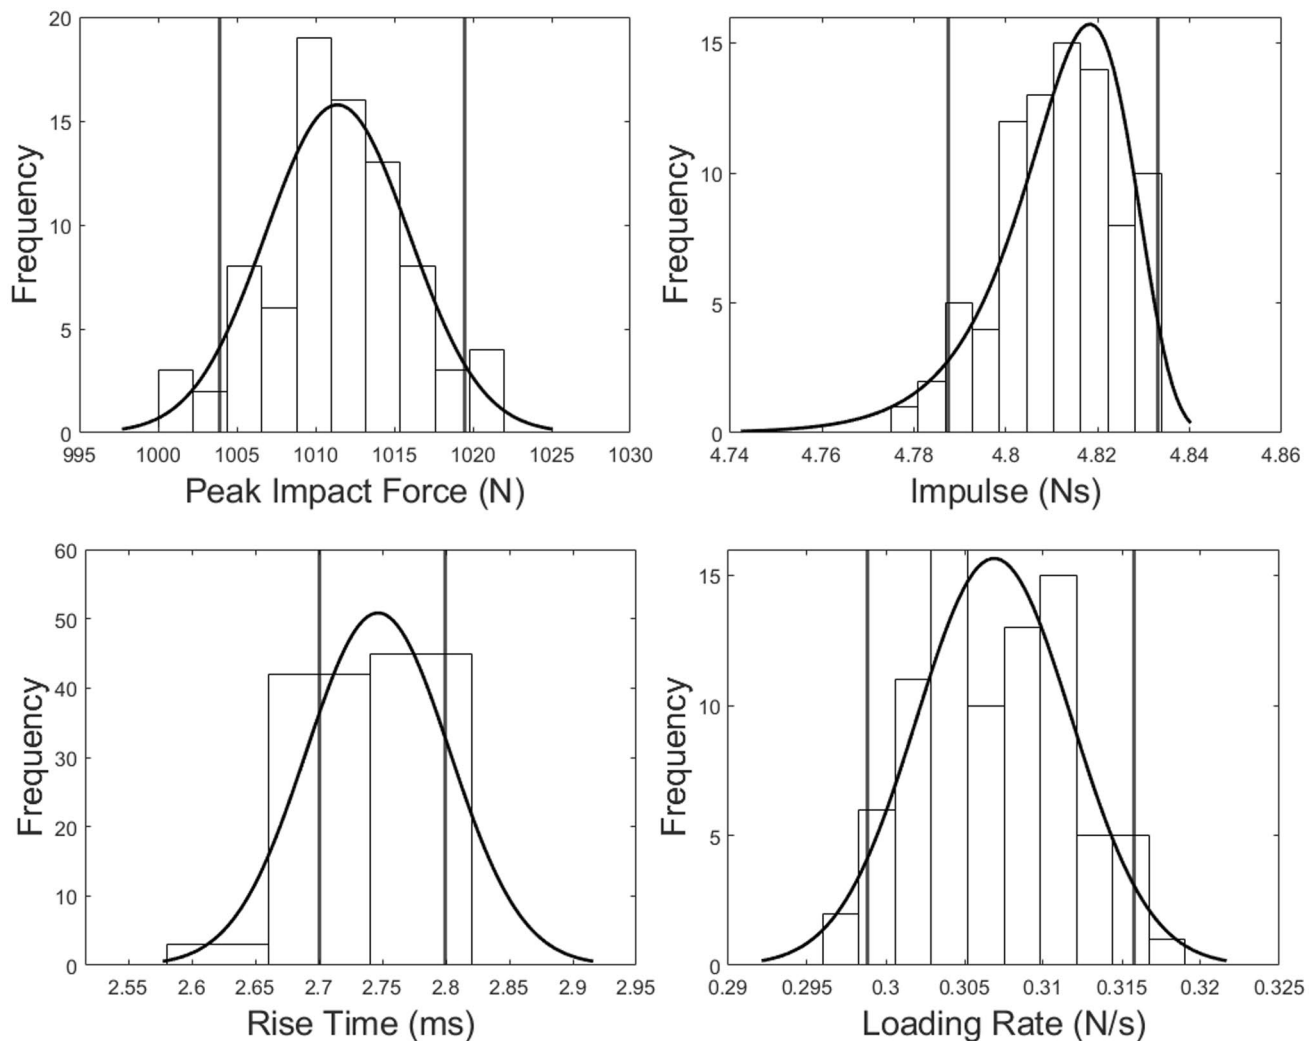 20
15
10
5
0
Frequency
995 1000 1005 1010 1015 1020 1025 1030
Peak Impact Force (N)
15
10
5
0
Frequency
4.74 4.76 4.78 4.8 4.82 4.84 4.86
Impulse (Ns)
60
50
40
30
20
10
0
Frequency
2.55 2.6 2.65 2.7 2.75 2.8 2.85 2.9 2.95
Rise Time (ms)
15
10
5
0
Frequency
0.29 0.295 0.3 0.305 0.31 0.315 0.32 0.325
Loading Rate (N/s)